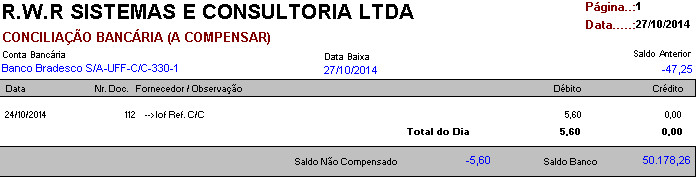 R.W.R SISTEMAS E CONSULTORIA LTDA Página..:1
CONCILIAÇÃO BANCÁRIA (A COMPENSAR) Data.....:27/10/2014
Conta Bancária Data Baixa Saldo Anterior
Banco Bradesco S/A-UFF-C/C-330-1 27/10/2014 -47,25
Data Nr. Doc. Fornecedor / Observação Débito Crédito
24/10/2014 112 -->Iof Ref. C/C 5,60 0,00
Total do Dia 5,60 0,00
Saldo Não Compensado -5,60 Saldo Banco 50.178,26